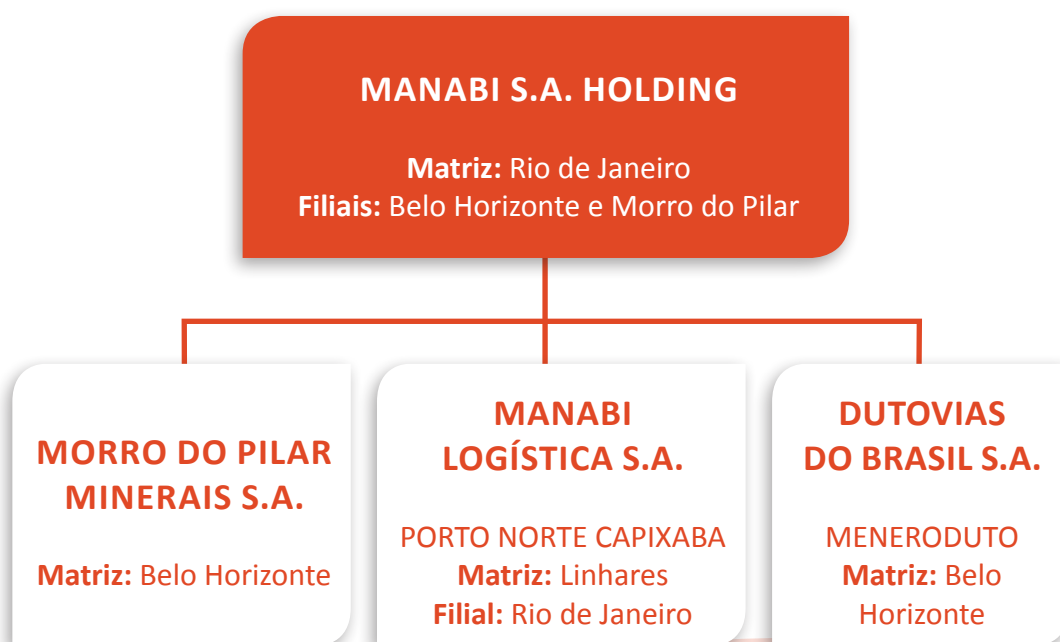 MANABI S.A. HOLDING
Matriz: Rio de Janeiro
Filiais: Belo Horizonte e Morro do Pilar
MORRO DO PILAR
MINERAIS S.A.
Matriz: Belo Horizonte
MANABI
LOGÍSTICA S.A.
PORTO NORTE CAPIXABA
Matriz: Linhares
Filial: Rio de Janeiro
DUTOVIAS
DO BRASIL S.A.
MENERODUTO
Matriz: Belo
Horizonte